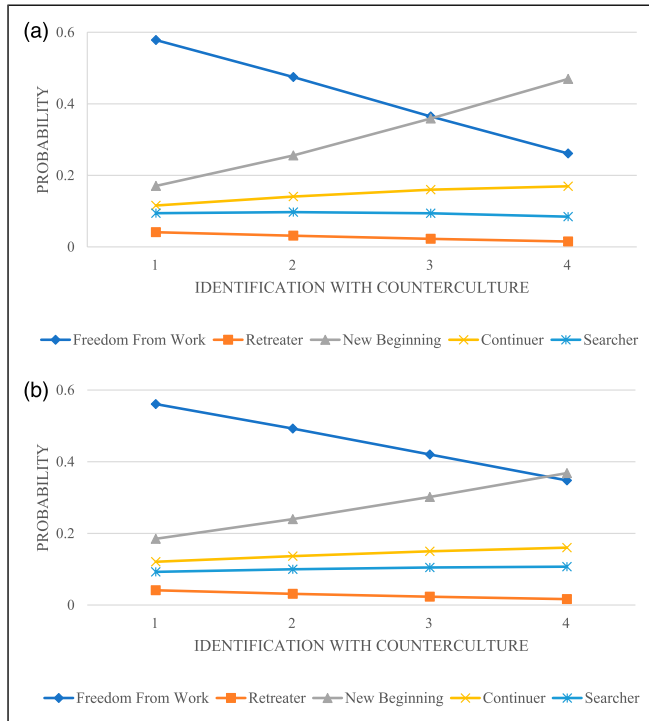 (a)
0.6
0.4
0.2
0
PROBABILITY
1 2 3 4
IDENTIFICATION WITH COUNTERCULTURE
Freedom From Work Retreater New Beginning Continuer Searcher
(b)
0.6
0.4
0.2
0
PROBABILITY
1 2 3 4
IDENTIFICATION WITH COUNTERCULTURE
Freedom From Work Retreater New Beginning Continuer Searcher